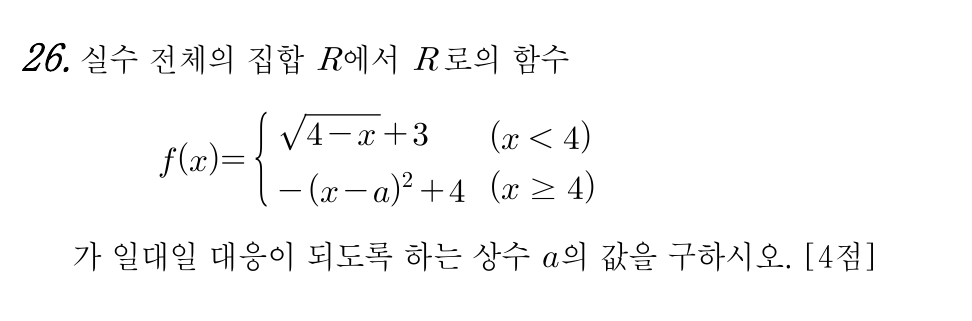 26. 실수 전체의 집합 R에서 R로의 함수
f(x)= { √(4−x)+3 (x < 4)
−(x−a)²+4 (x ≥ 4)
가 일대일 대응이 되도록 하는 상수 a의 값을 구하시오. [4점]